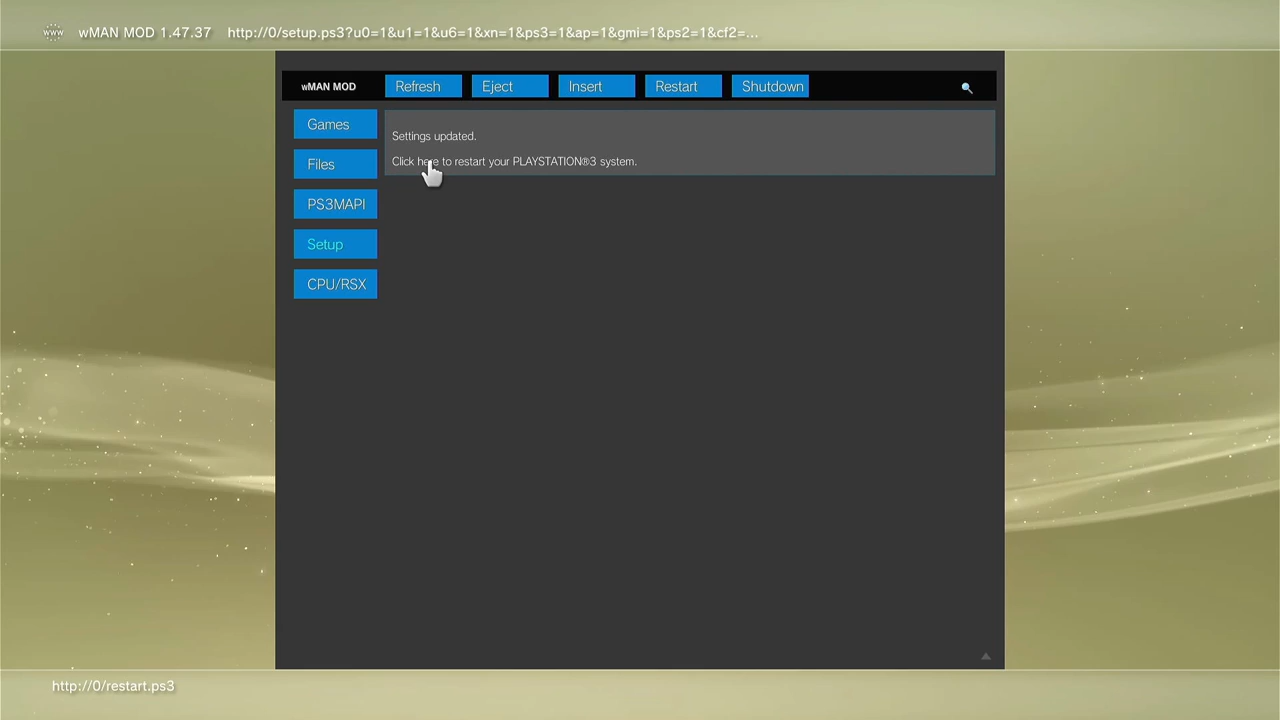 www wMAN MOD 1.47.37 http://0/setup.ps3?u0=1&u1=1&u6=1&xn=1&ps3=1&ap=1&gmi=1&ps2=1&cf2=...
wMAN MOD Refresh Eject Insert Restart Shutdown
Games
Files
PS3MAPI
Setup
CPU/RSX
Settings updated.
Click here to restart your PLAYSTATION®3 system.
http://0/restart.ps3